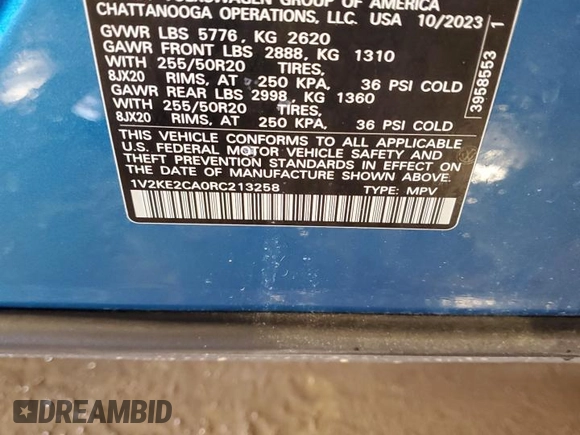 VOLKSWAGEN GROUP OF AMERICA
CHATTANOOGA OPERATIONS, LLC. USA 10/2023
GVWR LBS 5776, KG 2620
GAWR FRONT LBS 2888, KG 1310
WITH 255/50R20 TIRES,
8JX20 RIMS, AT 250 KPA, 36 PSI COLD
GAWR REAR LBS 2998, KG 1360
WITH 255/50R20 TIRES,
8JX20 RIMS, AT 250 KPA, 36 PSI COLD
THIS VEHICLE CONFORMS TO ALL APPLICABLE
U.S. FEDERAL MOTOR VEHICLE SAFETY AND
THEFT PREVENTION STANDARDS IN EFFECT ON
THE DATE OF MANUFACTURE SHOWN ABOVE.
1V2KE2CA0RC213258 TYPE: MPV
3958553 1
DREAMBID